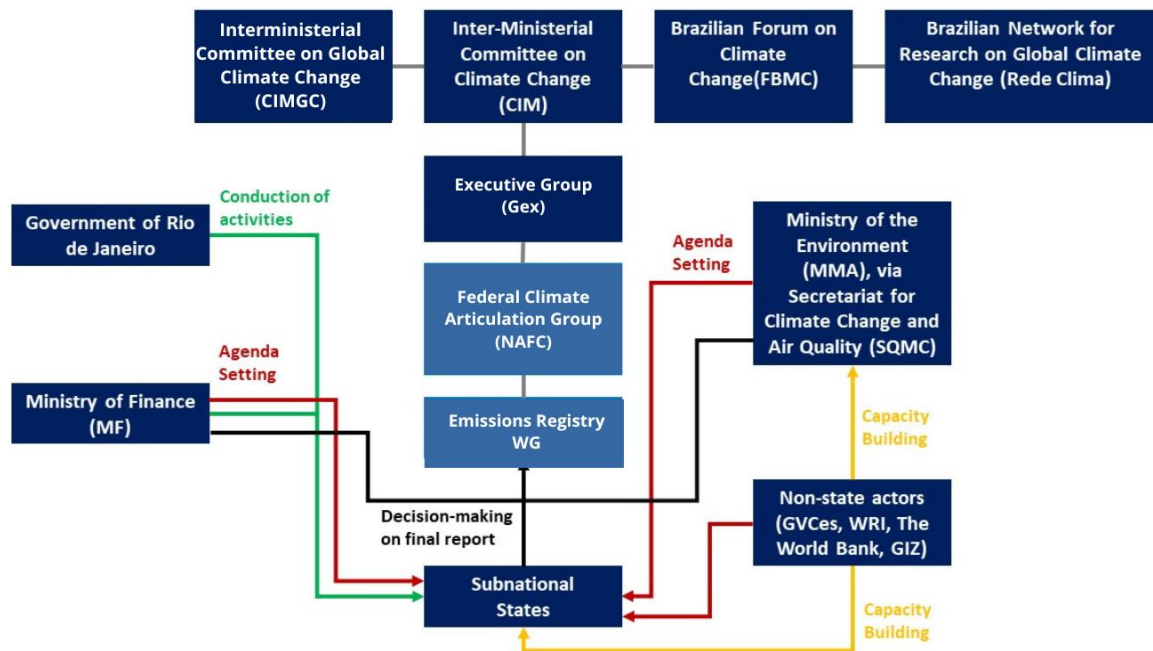 Interministerial
Committee on Global
Climate Change
(CIMGC)
Inter-Ministerial
Committee on
Climate Change
(CIM)
Brazilian Forum on
Climate
Change(FBMC)
Brazilian Network for
Research on Global Climate
Change (Rede Clima)
Executive Group
(Gex)
Conduction of
activities
Government of Rio
de Janeiro
Agenda
Setting
Ministry of the
Environment
(MMA), via
Secretariat for
Climate Change and
Air Quality (SQMC)
Federal Climate
Articulation Group
(NAFC)
Agenda
Setting
Ministry of Finance
(MF)
Emissions Registry
WG
Capacity
Building
Decision-making
on final report
Non-state actors
(GVCes, WRI, The
World Bank, GIZ)
Subnational
States
Capacity
Building